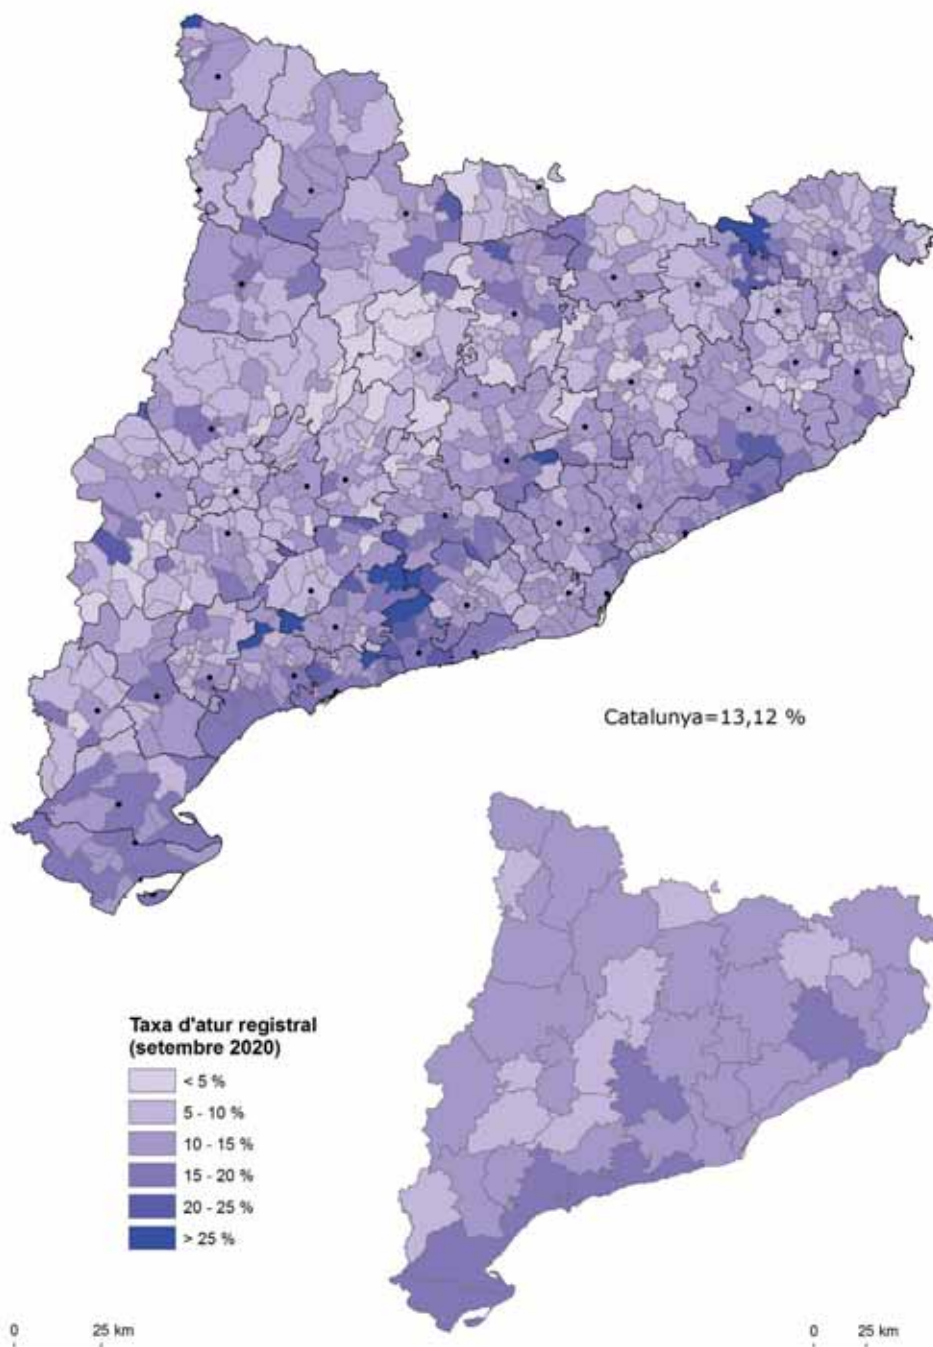 Catalunya=13,12 %
Taxa d'atur registral
(setembre 2020)
< 5 %
5 - 10 %
10 - 15 %
15 - 20 %
20 - 25 %
> 25 %
0 25 km
0 25 km